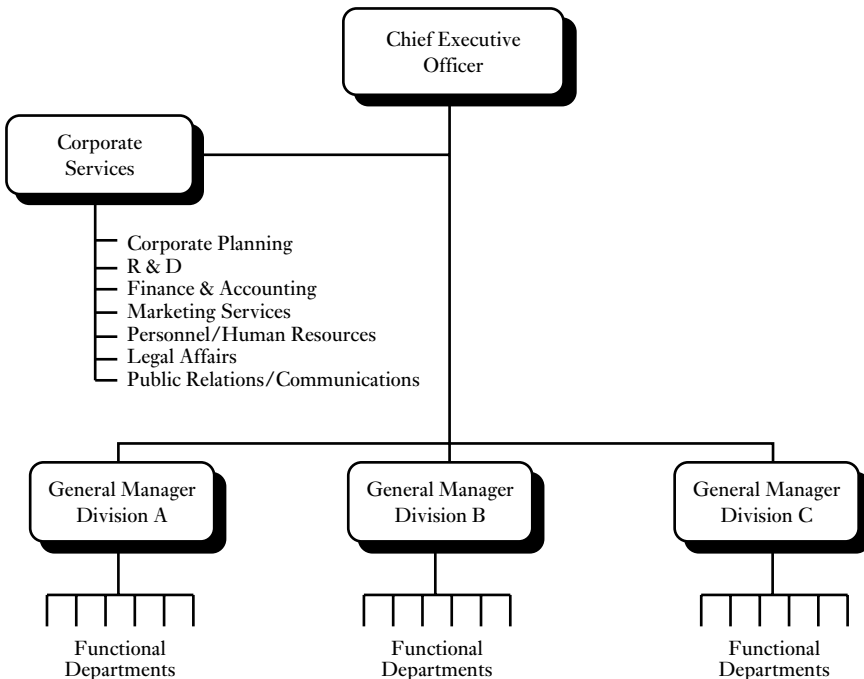 Chief Executive
Officer
Corporate
Services
Corporate Planning
R & D
Finance & Accounting
Marketing Services
Personnel/Human Resources
Legal Affairs
Public Relations/Communications
General Manager
Division A
General Manager
Division B
General Manager
Division C
Functional
Departments
Functional
Departments
Functional
Departments